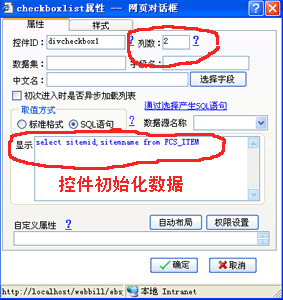 checkboxlist属性 -- 网页对话框
属性 样式
控件ID： divcheckbox1 ? 列数： 2 ?
数据集： 字段名：
中文名： 选择字段
初次进入时是否异步加载列表
取值方式 通过选择产生SQL语句
标准格式 SQL语句 ? 数据源名称
显示 select sitemid,sitemname from FCS_ITEM
控件初始化数据
自定义属性 ? 自动布局 权限设置
确定 取消
http://localhost/webbill/ebs 本地 Intranet